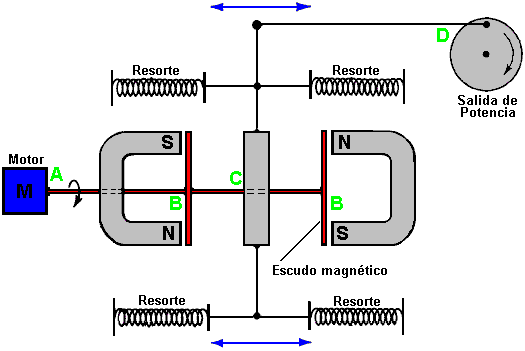 D
Resorte
Resorte
Salida de
Potencia
Motor
A
M
S
N
B
C
N
S
B
Escudo magnético
Resorte
Resorte